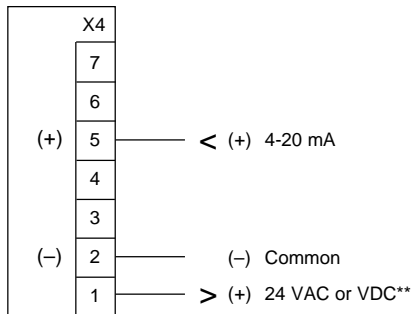 X4
7
6
(+) 5 < (+) 4-20 mA
4
3
(–) 2 (–) Common
1 > (+) 24 VAC or VDC**